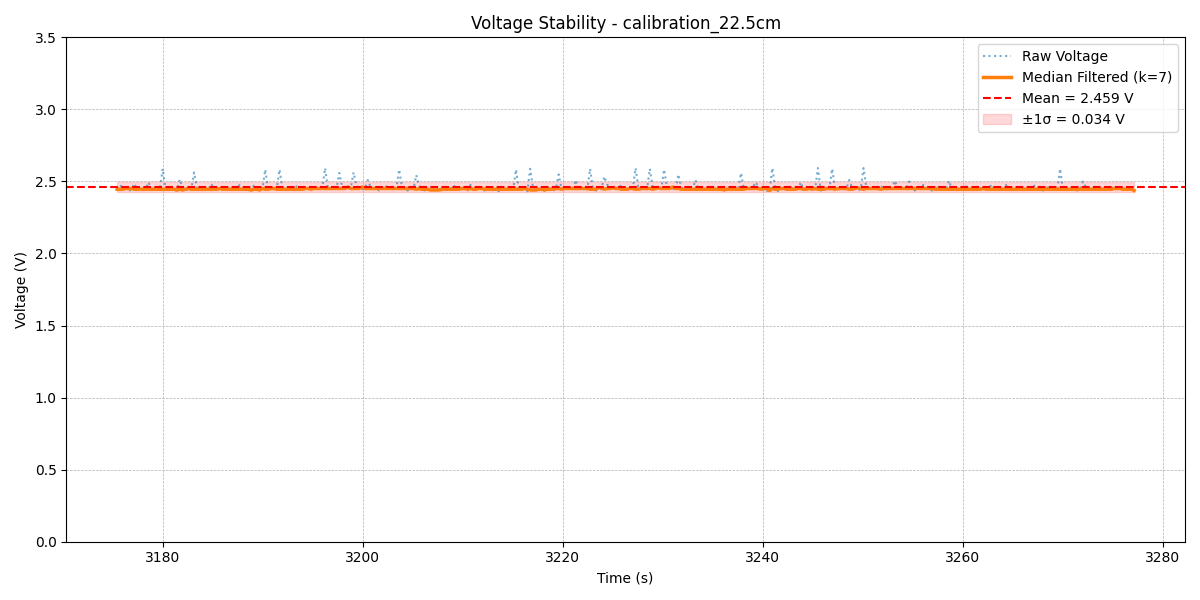 Voltage Stability - calibration_22.5cm
3.5
3.0
2.5
2.0
1.5
1.0
0.5
0.0
Voltage (V)
Raw Voltage
Median Filtered (k=7)
Mean = 2.459 V
±1σ = 0.034 V
3180 3200 3220 3240 3260 3280
Time (s)